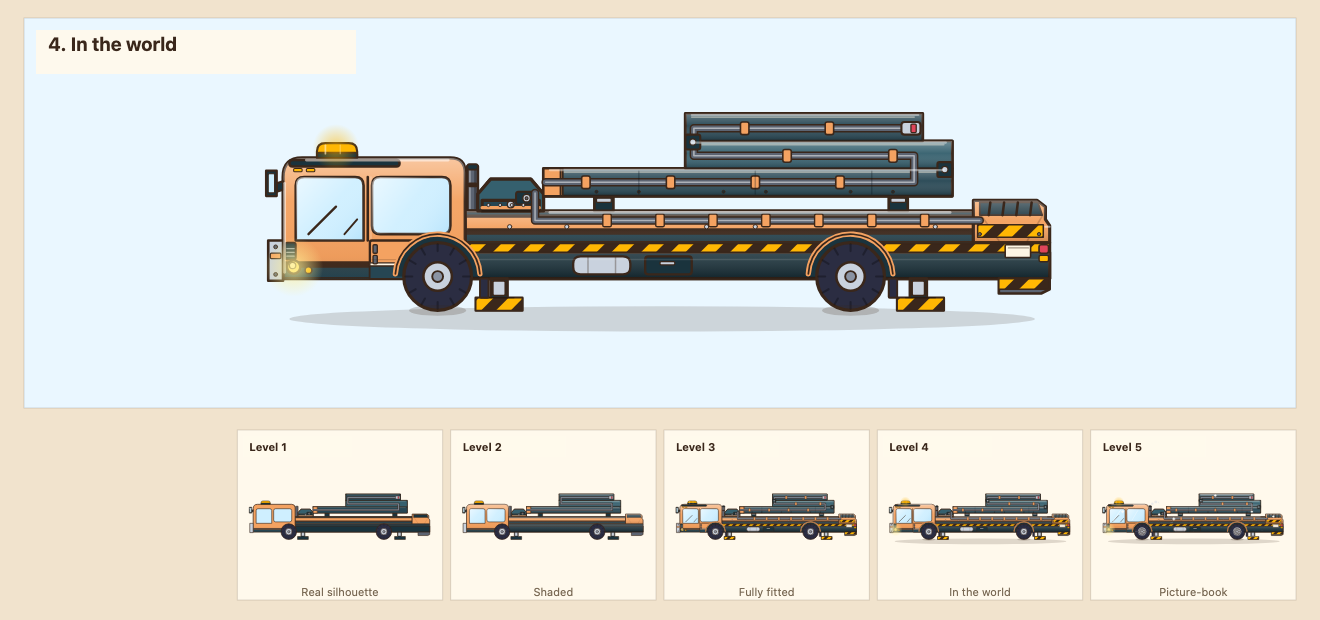 4. In the world
Level 1
Level 2
Level 3
Level 4
Level 5
Real silhouette
Shaded
Fully fitted
In the world
Picture-book